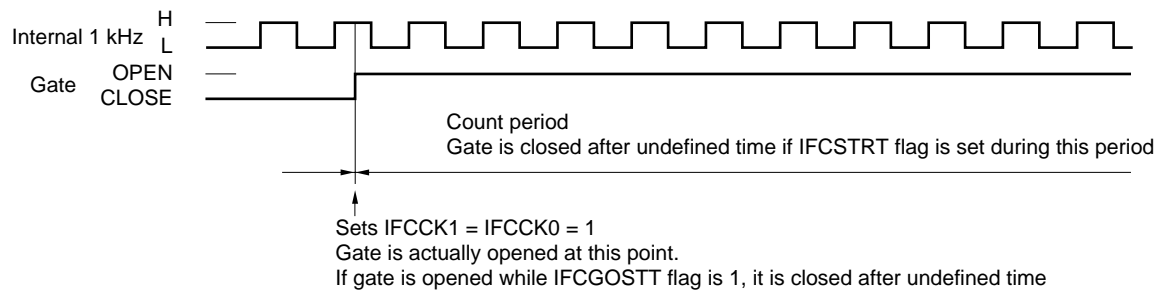 H
Internal 1 kHz
L
OPEN
Gate
CLOSE
Count period
Gate is closed after undefined time if IFCSTRT flag is set during this period
Sets IFCCK1 = IFCCK0 = 1
Gate is actually opened at this point.
If gate is opened while IFCGOSTT flag is 1, it is closed after undefined time